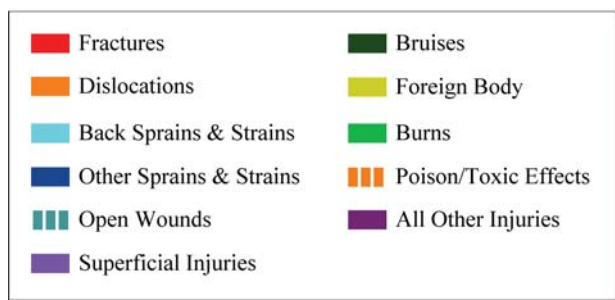 Fractures
Dislocations
Back Sprains & Strains
Other Sprains & Strains
Open Wounds
Superficial Injuries
Bruises
Foreign Body
Burns
Poison/Toxic Effects
All Other Injuries